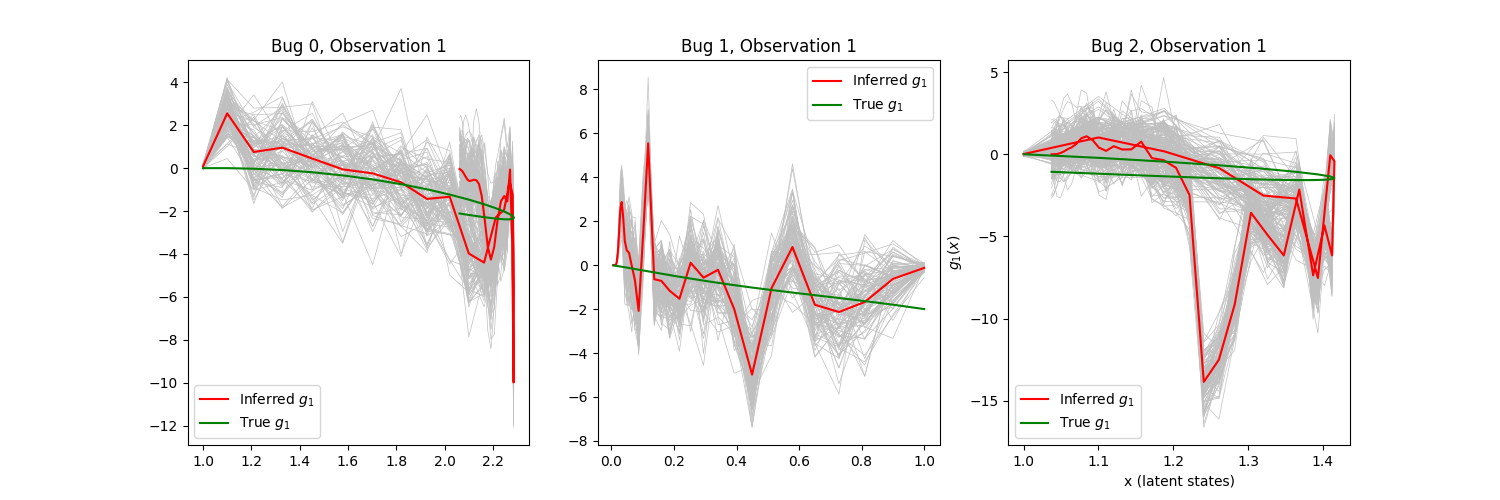 Bug 0, Observation 1
4
2
0
−2
−4
−6
−8
−10
−12
Inferred g₁
True g₁
1.0 1.2 1.4 1.6 1.8 2.0 2.2
Bug 1, Observation 1
8
6
4
2
0
−2
−4
−6
−8
Inferred g₁
True g₁
0.0 0.2 0.4 0.6 0.8 1.0
Bug 2, Observation 1
g₁(x)
5
0
−5
−10
−15
Inferred g₁
True g₁
1.0 1.1 1.2 1.3 1.4
x (latent states)